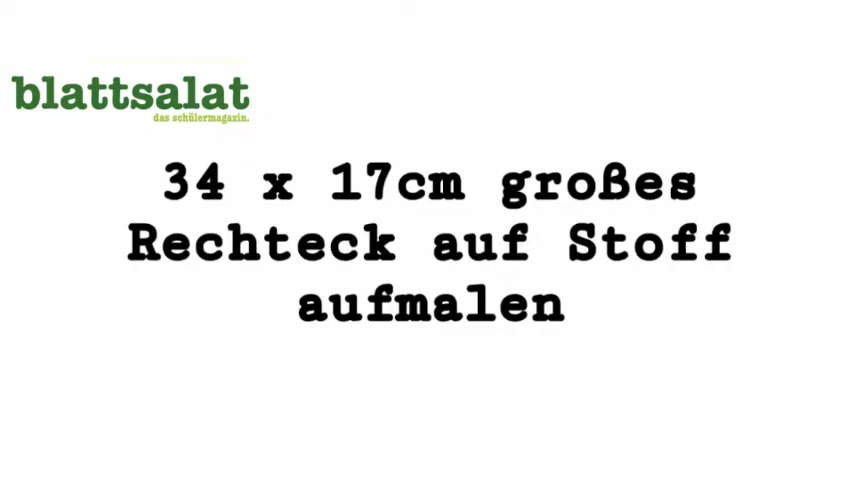 blattsalat
das schülermagazin.
34 x 17cm großes
Rechteck auf Stoff
aufmalen